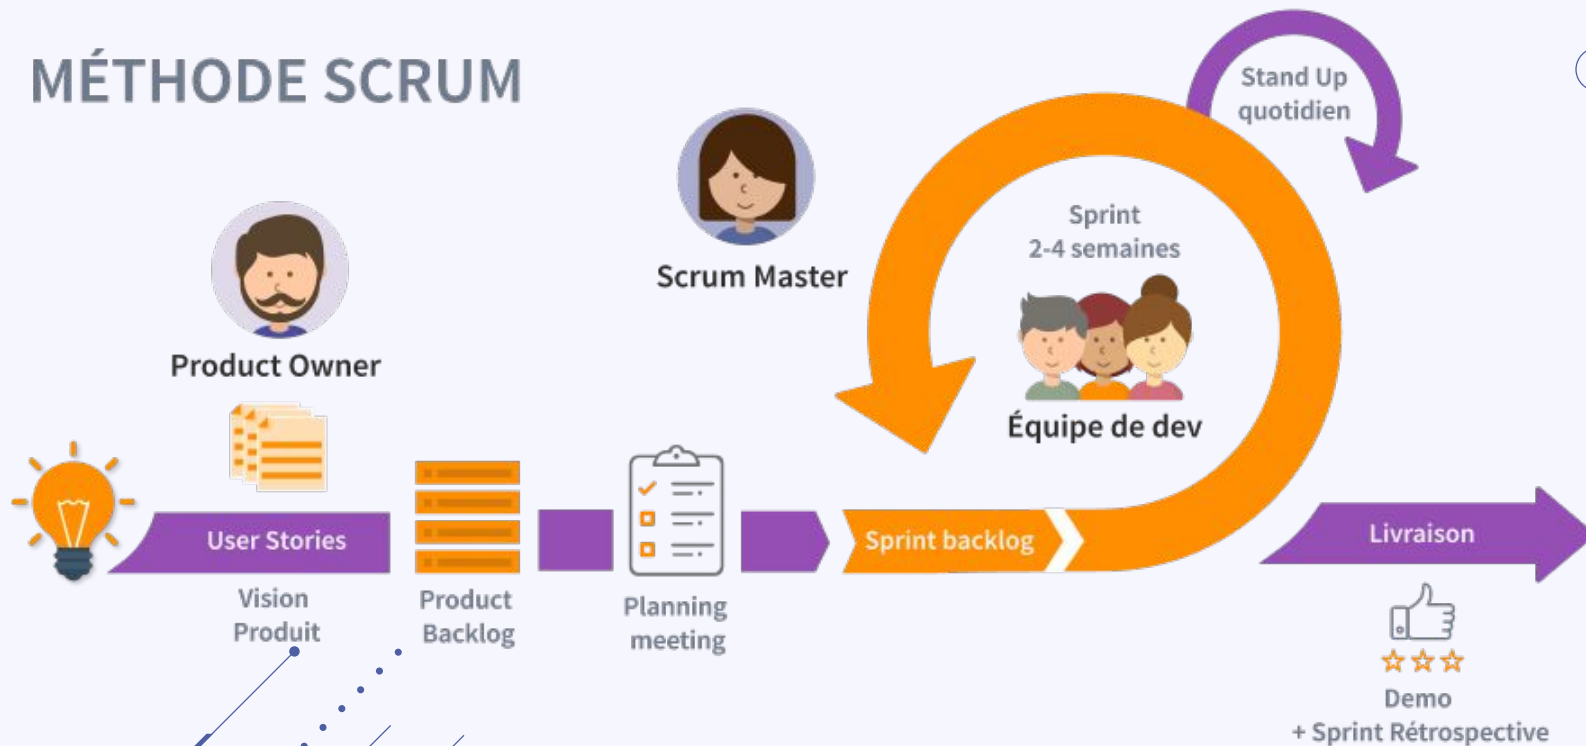 MÉTHODE SCRUM
Stand Up
quotidien
Sprint
2-4 semaines
Scrum Master
Product Owner
Équipe de dev
User Stories
Sprint backlog
Livraison
Vision
Produit
Product
Backlog
Planning
meeting
Demo
+ Sprint Rétrospective